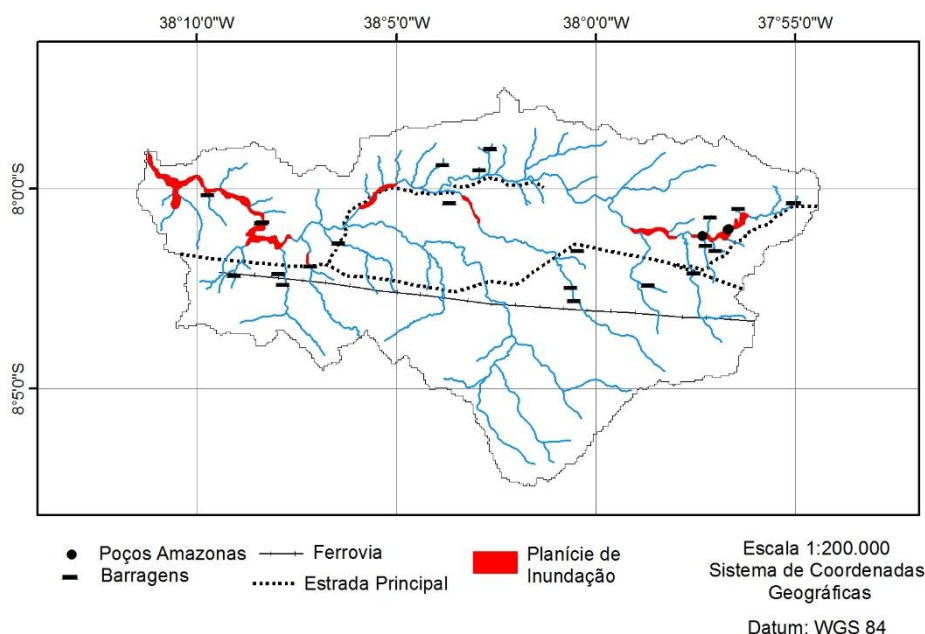 38°10'0"W 38°5'0"W 38°0'0"W 37°55'0"W
8°0'0"S
8°5'0"S
Poços Amazonas
Barragens
Ferrovia
Estrada Principal
Planície de
Inundação
Escala 1:200.000
Sistema de Coordenadas
Geográficas
Datum: WGS 84